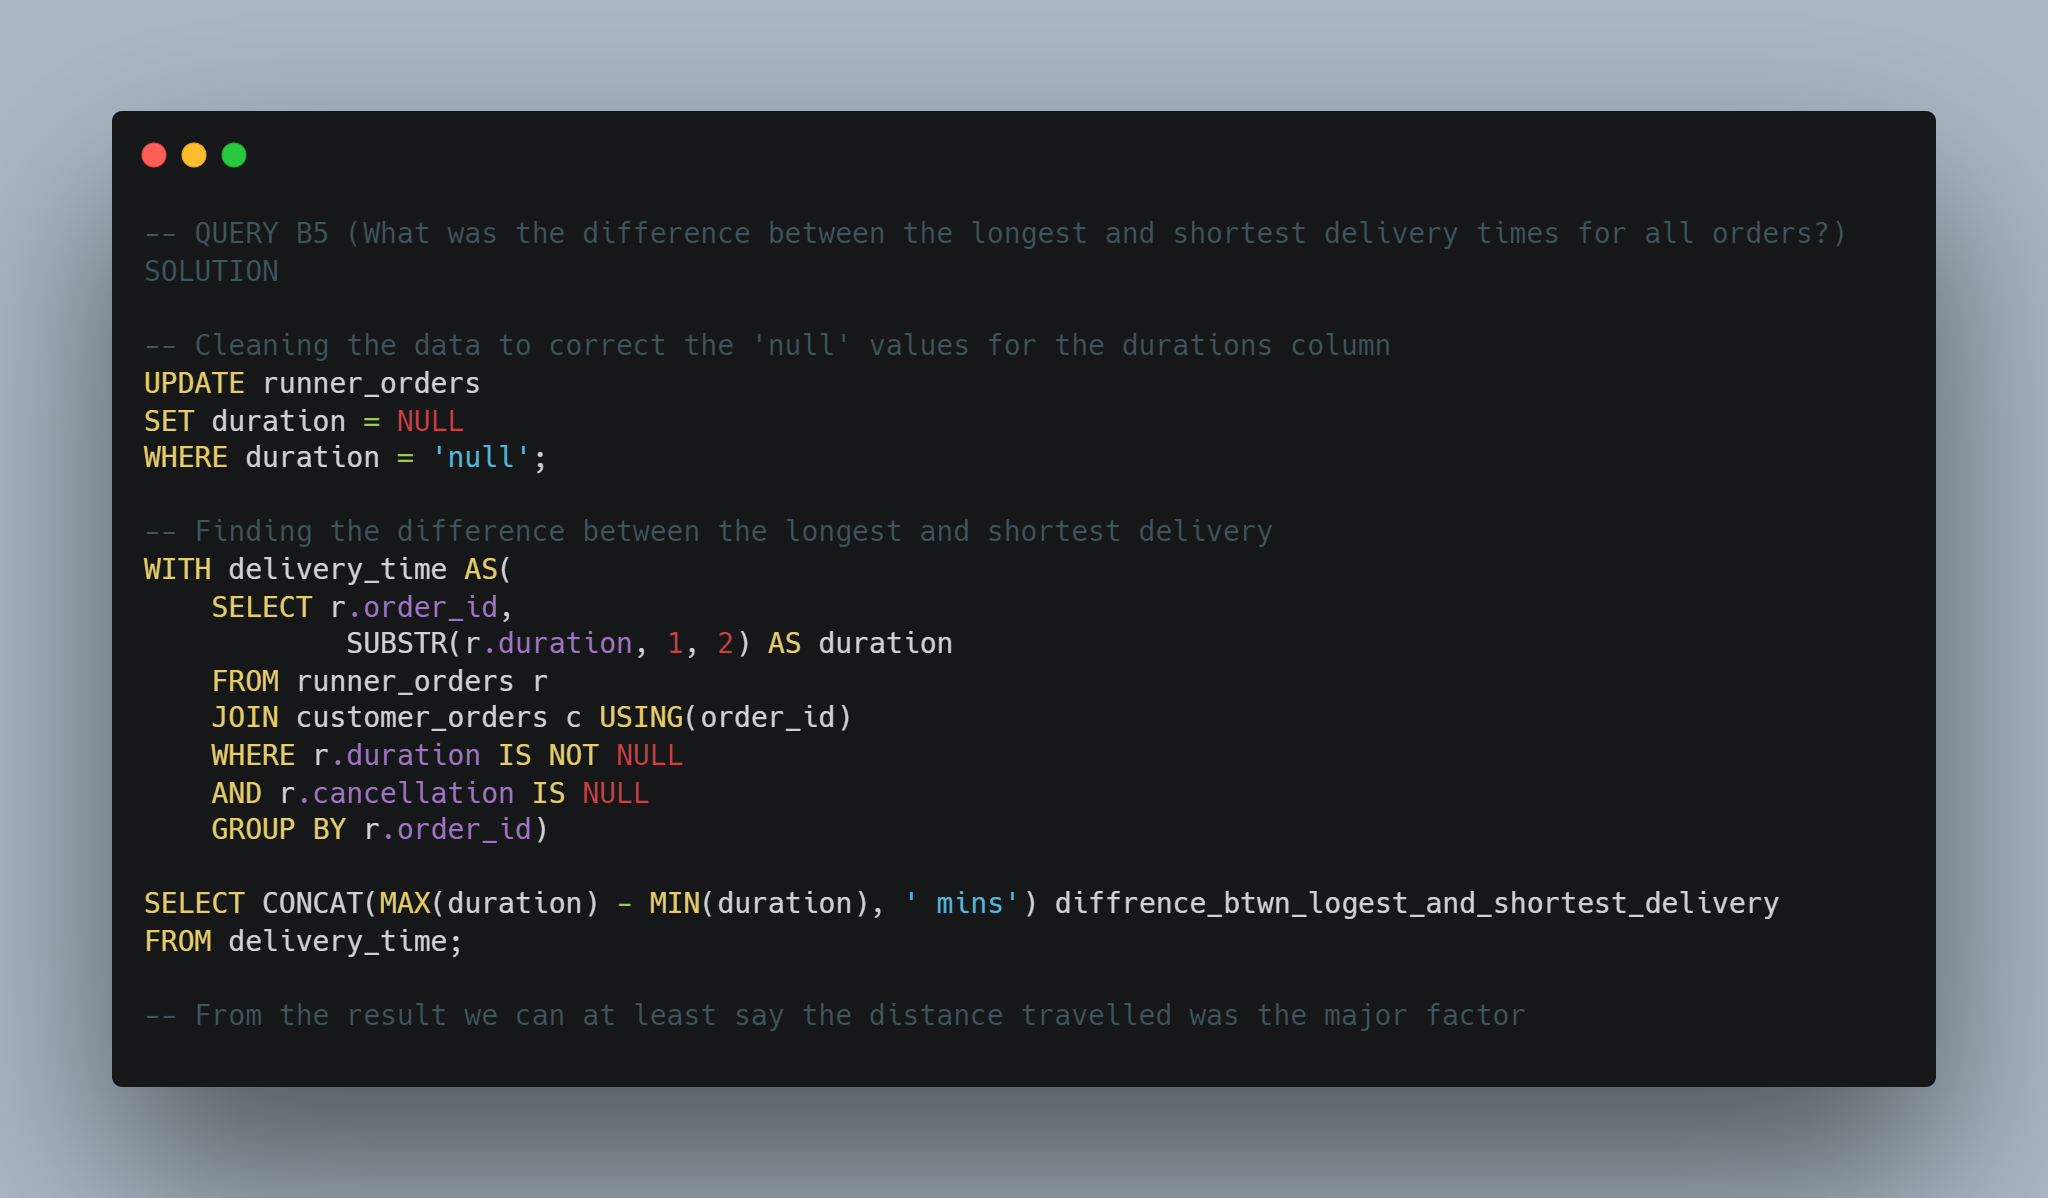 -- QUERY B5 (What was the difference between the longest and shortest delivery times for all orders?)
SOLUTION
-- Cleaning the data to correct the 'null' values for the durations column
UPDATE runner_orders
SET duration = NULL
WHERE duration = 'null';
-- Finding the difference between the longest and shortest delivery
WITH delivery_time AS(
    SELECT r.order_id,
            SUBSTR(r.duration, 1, 2) AS duration
    FROM runner_orders r
    JOIN customer_orders c USING(order_id)
    WHERE r.duration IS NOT NULL
    AND r.cancellation IS NULL
    GROUP BY r.order_id)
SELECT CONCAT(MAX(duration) - MIN(duration), ' mins') diffrence_btwn_logest_and_shortest_delivery
FROM delivery_time;
-- From the result we can at least say the distance travelled was the major factor